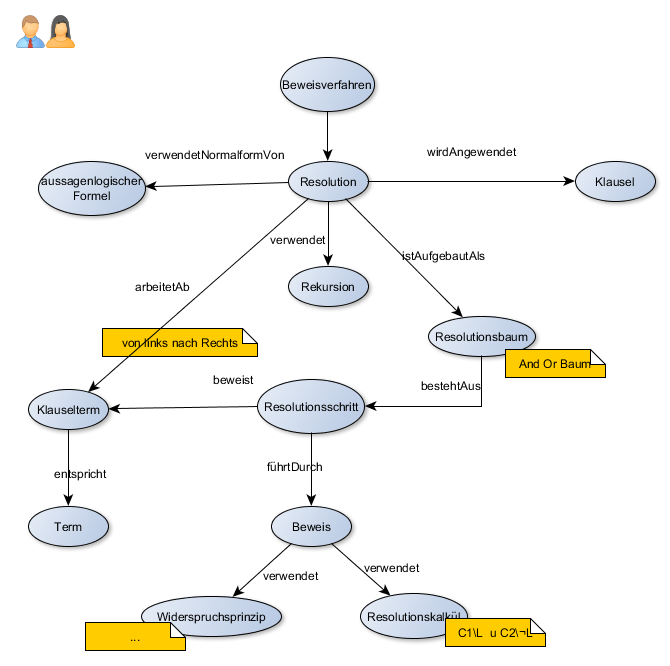 Beweisverfahren
verwendetNormalformVon
wirdAngewendet
aussagenlogischer
Formel
Resolution
Klausel
verwendet
istAufgebautAls
arbeitetAb
Rekursion
von links nach Rechts
Resolutionsbaum
And Or Baum
beweist
bestehtAus
Klauselterm
Resolutionsschritt
entspricht
führtDurch
Term
Beweis
verwendet
verwendet
Widerspruchsprinzip
Resolutionskalkül
...
C1\L u C2\¬L